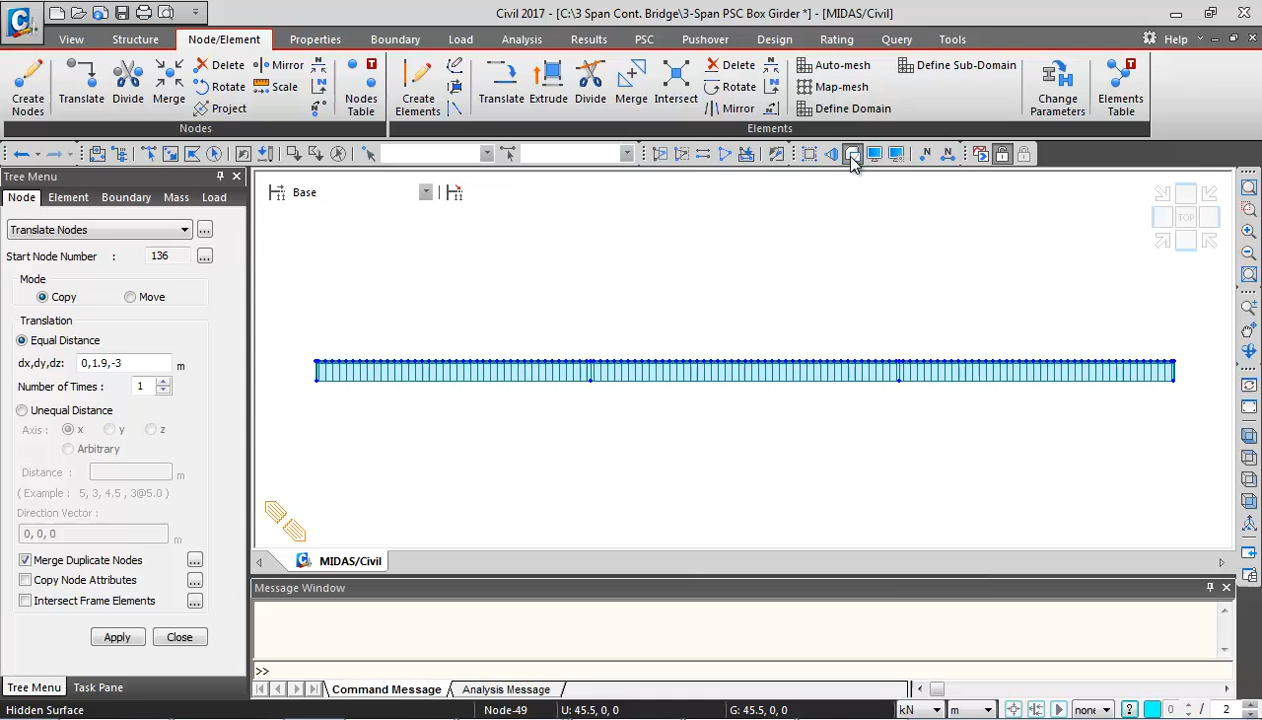 Civil 2017 - [C:\3 Span Cont. Bridge\3-Span PSC Box Girder *] - [MIDAS/Civil]
View Structure Node/Element Properties Boundary Load Analysis Results PSC Pushover Design Rating Query Tools Help
Create Nodes
Translate
Divide
Merge
Delete
Rotate
Project
Mirror
Scale
Nodes Table
Create Elements
Translate
Extrude
Divide
Merge
Intersect
Delete
Rotate
Mirror
Auto-mesh
Map-mesh
Define Domain
Define Sub-Domain
Change Parameters
Elements Table
Nodes
Elements
Tree Menu
Node Element Boundary Mass Load
Translate Nodes
Start Node Number : 136
Mode
Copy Move
Translation
Equal Distance
dx,dy,dz: 0,1.9,-3 m
Number of Times : 1
Unequal Distance
Axis : x y z
Arbitrary
Distance : m
( Example : 5, 3, 4.5 , 3@5.0 )
Direction Vector :
0, 0, 0 m
Merge Duplicate Nodes
Copy Node Attributes
Intersect Frame Elements
Apply Close
Tree Menu Task Pane
Base
TOP
MIDAS/Civil
Message Window
>>
Command Message Analysis Message
Hidden Surface Node-49 U: 45.5, 0, 0 G: 45.5, 0, 0 kN m none 0 / 2